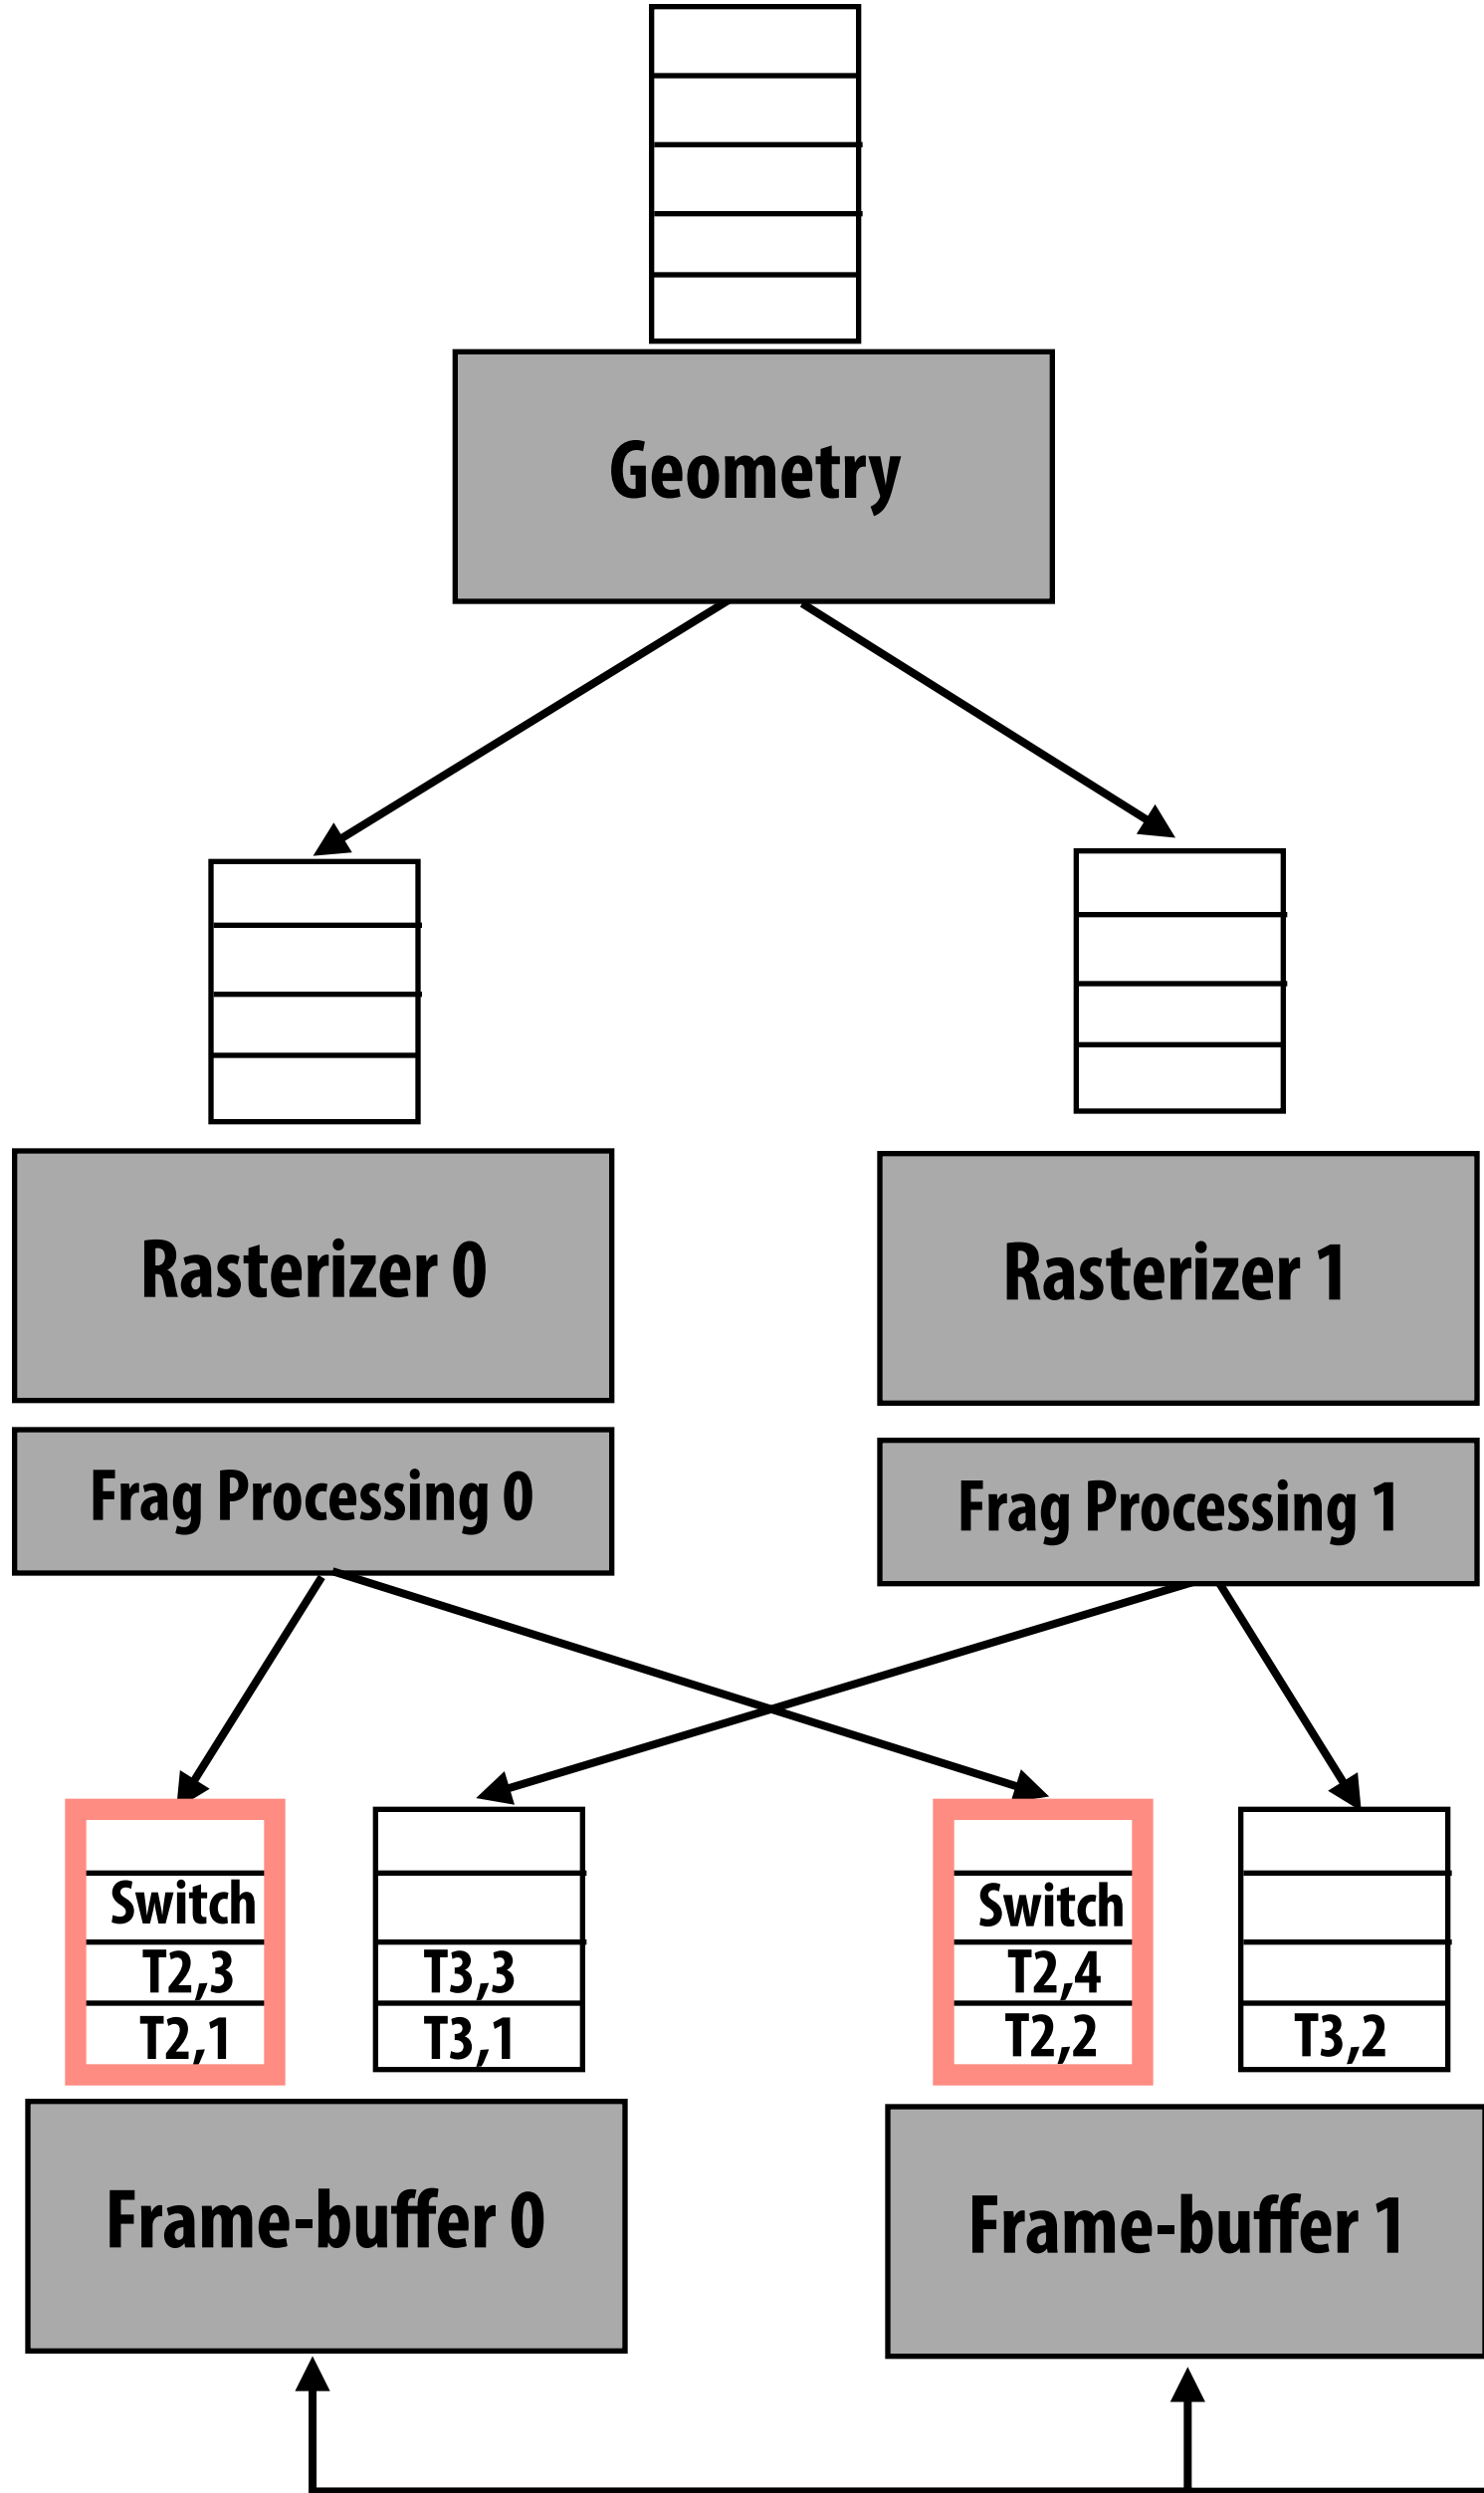 Geometry
Rasterizer 0
Rasterizer 1
Frag Processing 0
Frag Processing 1
Switch
T2,3
T2,1
T3,3
T3,1
Switch
T2,4
T2,2
T3,2
Frame-buffer 0
Frame-buffer 1